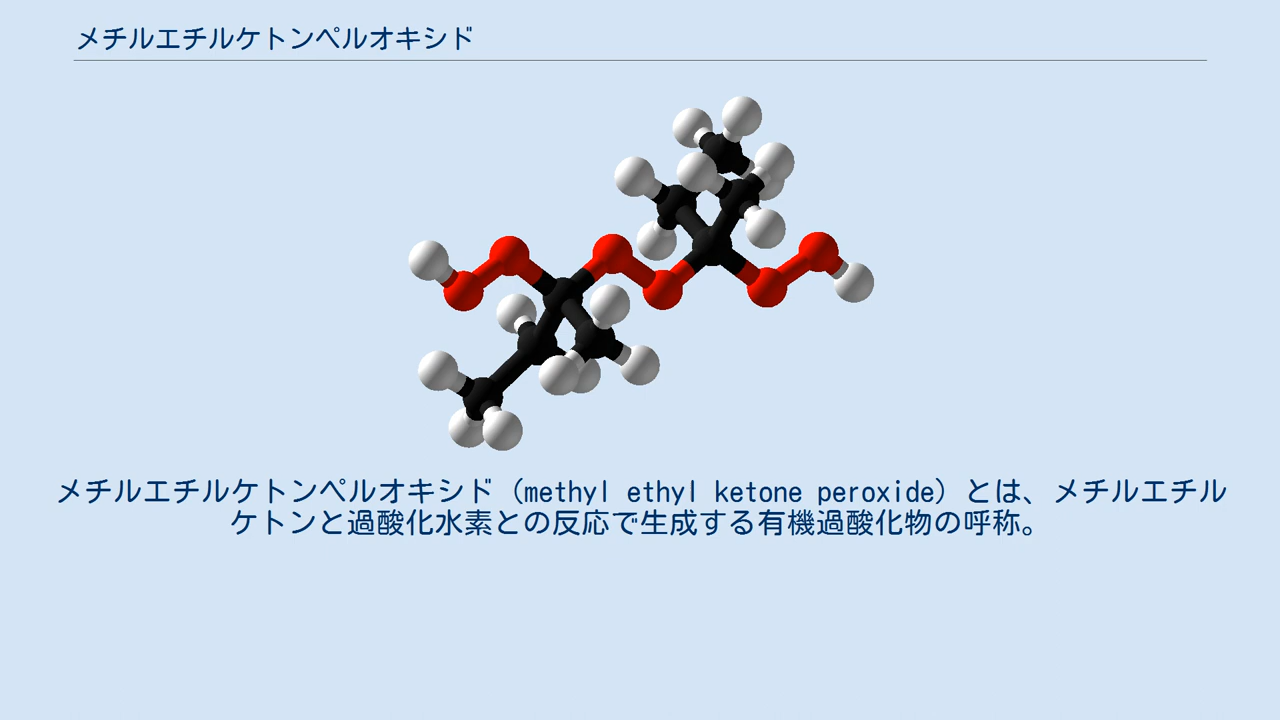 メチルエチルケトンペルオキシド
メチルエチルケトンペルオキシド（methyl ethyl ketone peroxide）とは、メチルエチル
ケトンと過酸化水素との反応で生成する有機過酸化物の呼称。